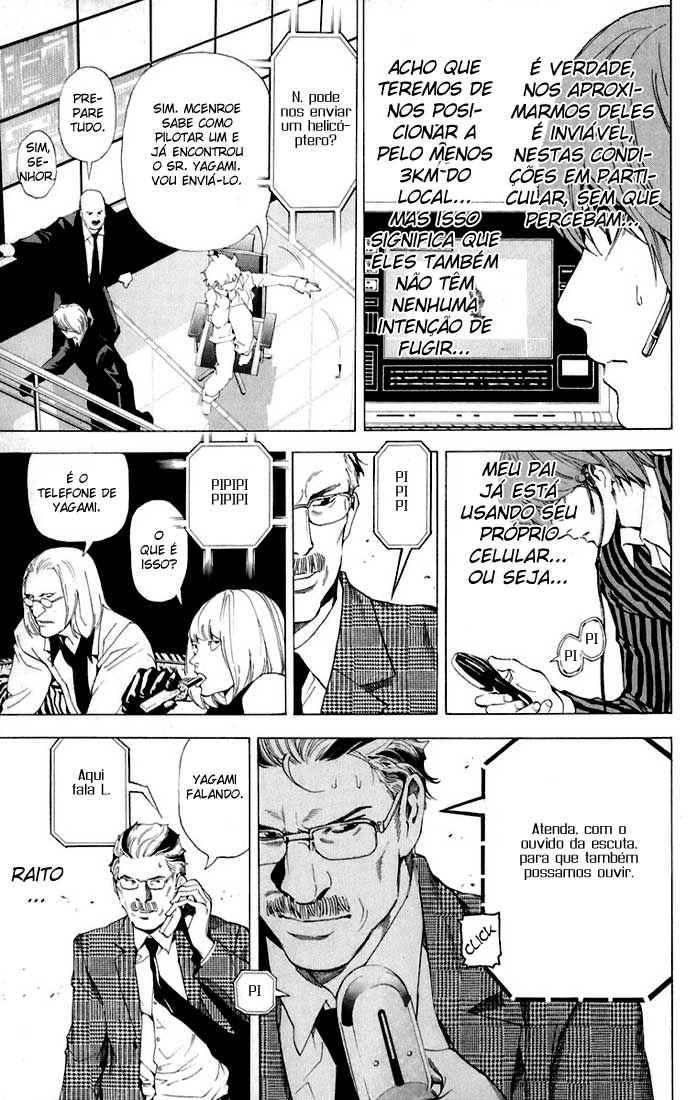 É VERDADE,
NOS APROXI-
MARMOS DELES
É INVIÁVEL,
NESTAS CONDI-
ÇÕES EM PARTI-
CULAR, SEM QUE
PERCEBAM...
ACHO QUE
TEREMOS DE
NOS POSI-
CIONAR A
PELO MENOS
3KM DO
LOCAL...
MAS ISSO
SIGNIFICA QUE
ELES TAMBÉM
NÃO TÊM
NENHUMA
INTENÇÃO DE
FUGIR...
N, pode
nos enviar
um helicó-
ptero?
SIM. MCENROE
SABE COMO
PILOTAR UM E
JÁ ENCONTROU
O SR. YAGAMI.
VOU ENVIÁ-LO.
PRE-
PARE
TUDO.
SIM,
SE-
NHOR.
MEU PAI
JÁ ESTÁ
USANDO SEU
PRÓPRIO
CELULAR...
OU SEJA...
PI
PI
PI
PI
PI
PIPIPI
PIPIPI
O
QUE É
ISSO?
É O
TELEFONE DE
YAGAMI.
Atenda, com o
ouvido da escuta,
para que também
possamos ouvir.
CLICK
PI
YAGAMI
FALANDO.
Aqui
fala L.
RAITO
...